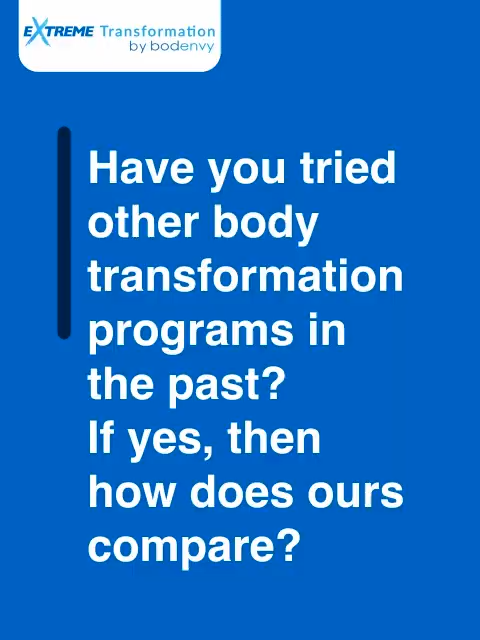 EXTREME Transformation
by bodenvy
Have you tried
other body
transformation
programs in
the past?
If yes, then
how does ours
compare?